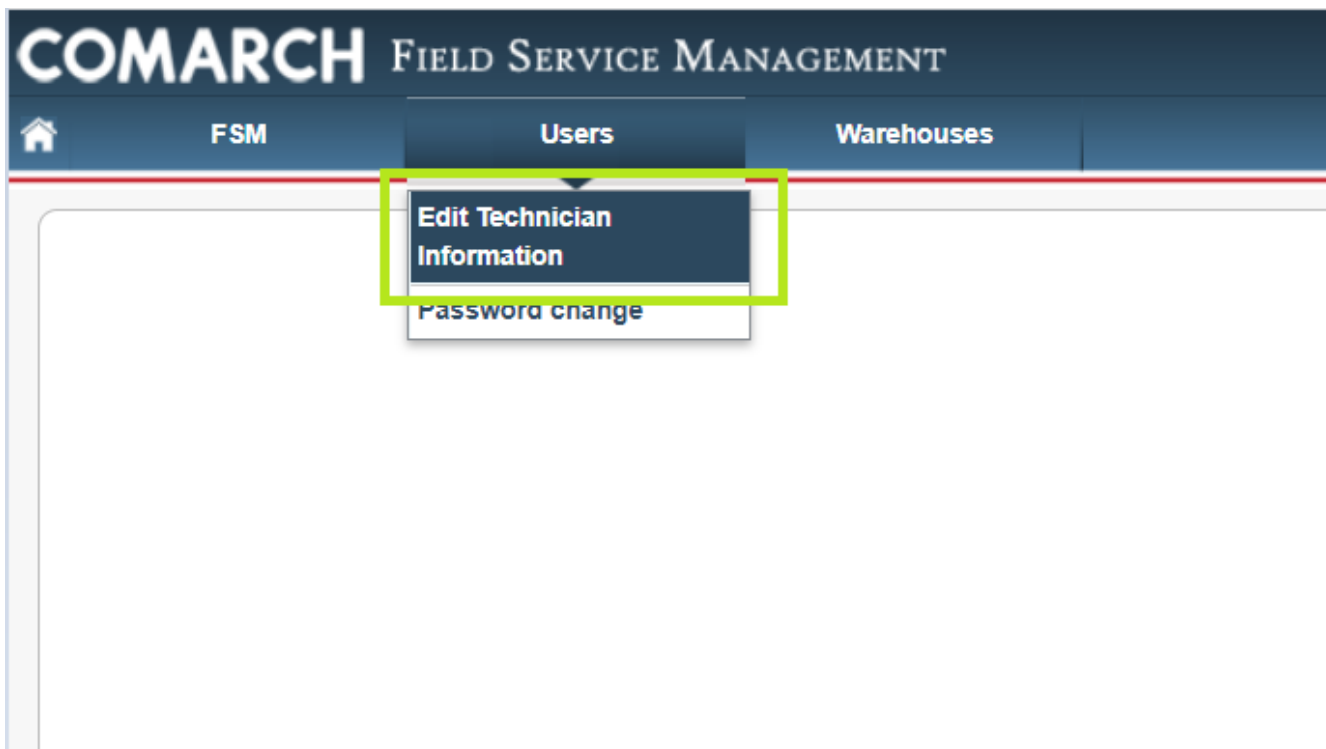 COMARCH FIELD SERVICE MANAGEMENT
FSM Users Warehouses
Edit Technician
Information
Password change